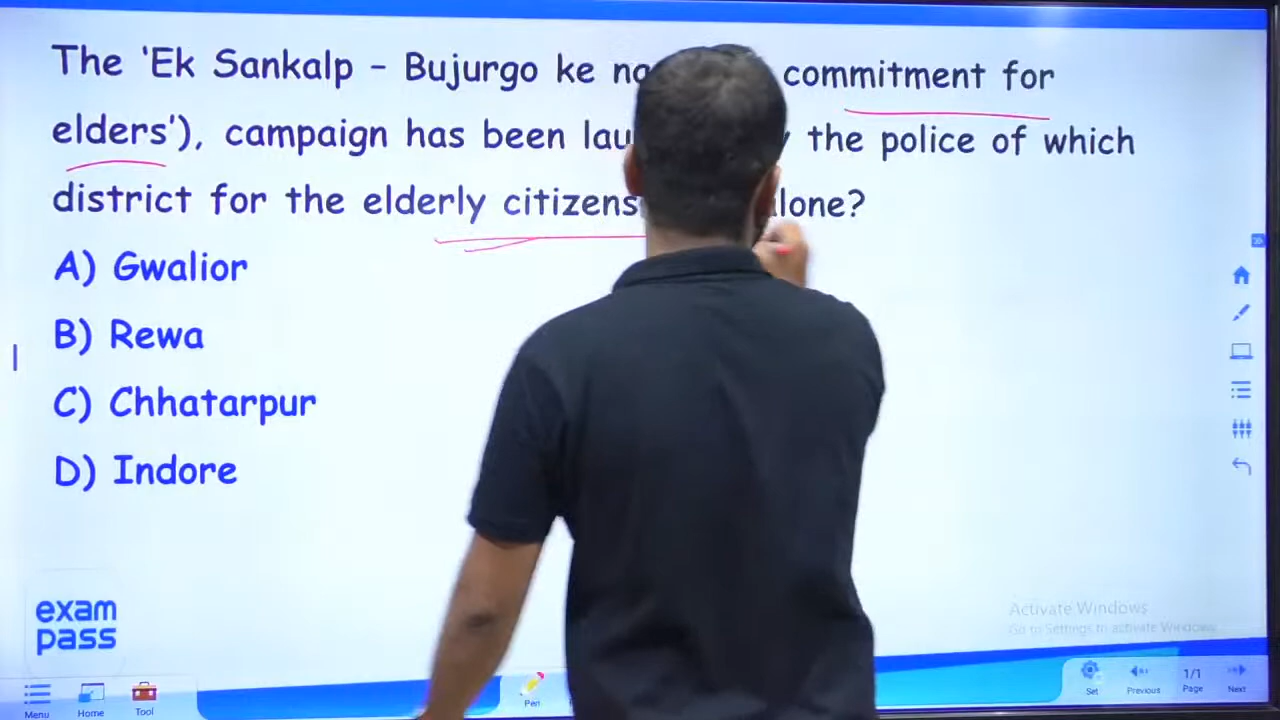 The 'Ek Sankalp - Bujurgo ke commitment for
elders'), campaign has been the police of which
district for the elderly citizens alone?
A) Gwalior
B) Rewa
C) Chhatarpur
D) Indore
exam
pass
Activate Windows
Go to Settings to activate Windows.
Menu
Home
Tool
Pen
Set
Previous
1/1
Page
Next